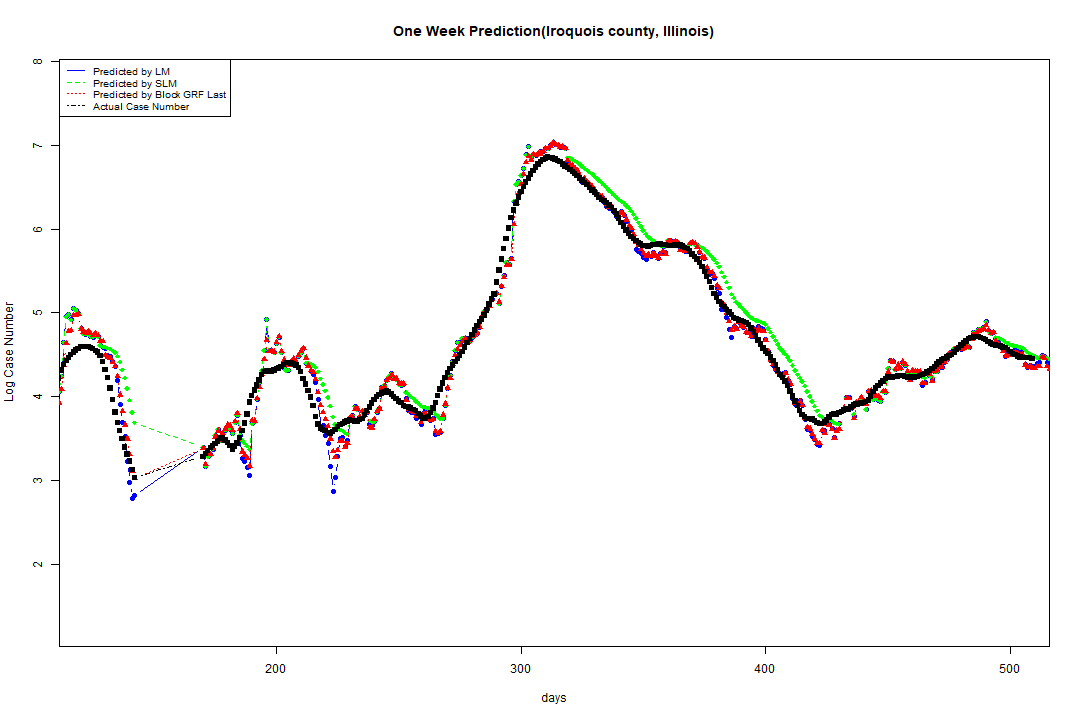 One Week Prediction(Iroquois county, Illinois)
Predicted by LM
Predicted by SLM
Predicted by Block GRF Last
Actual Case Number
8
7
6
5
4
3
2
Log Case Number
200
300
400
500
days